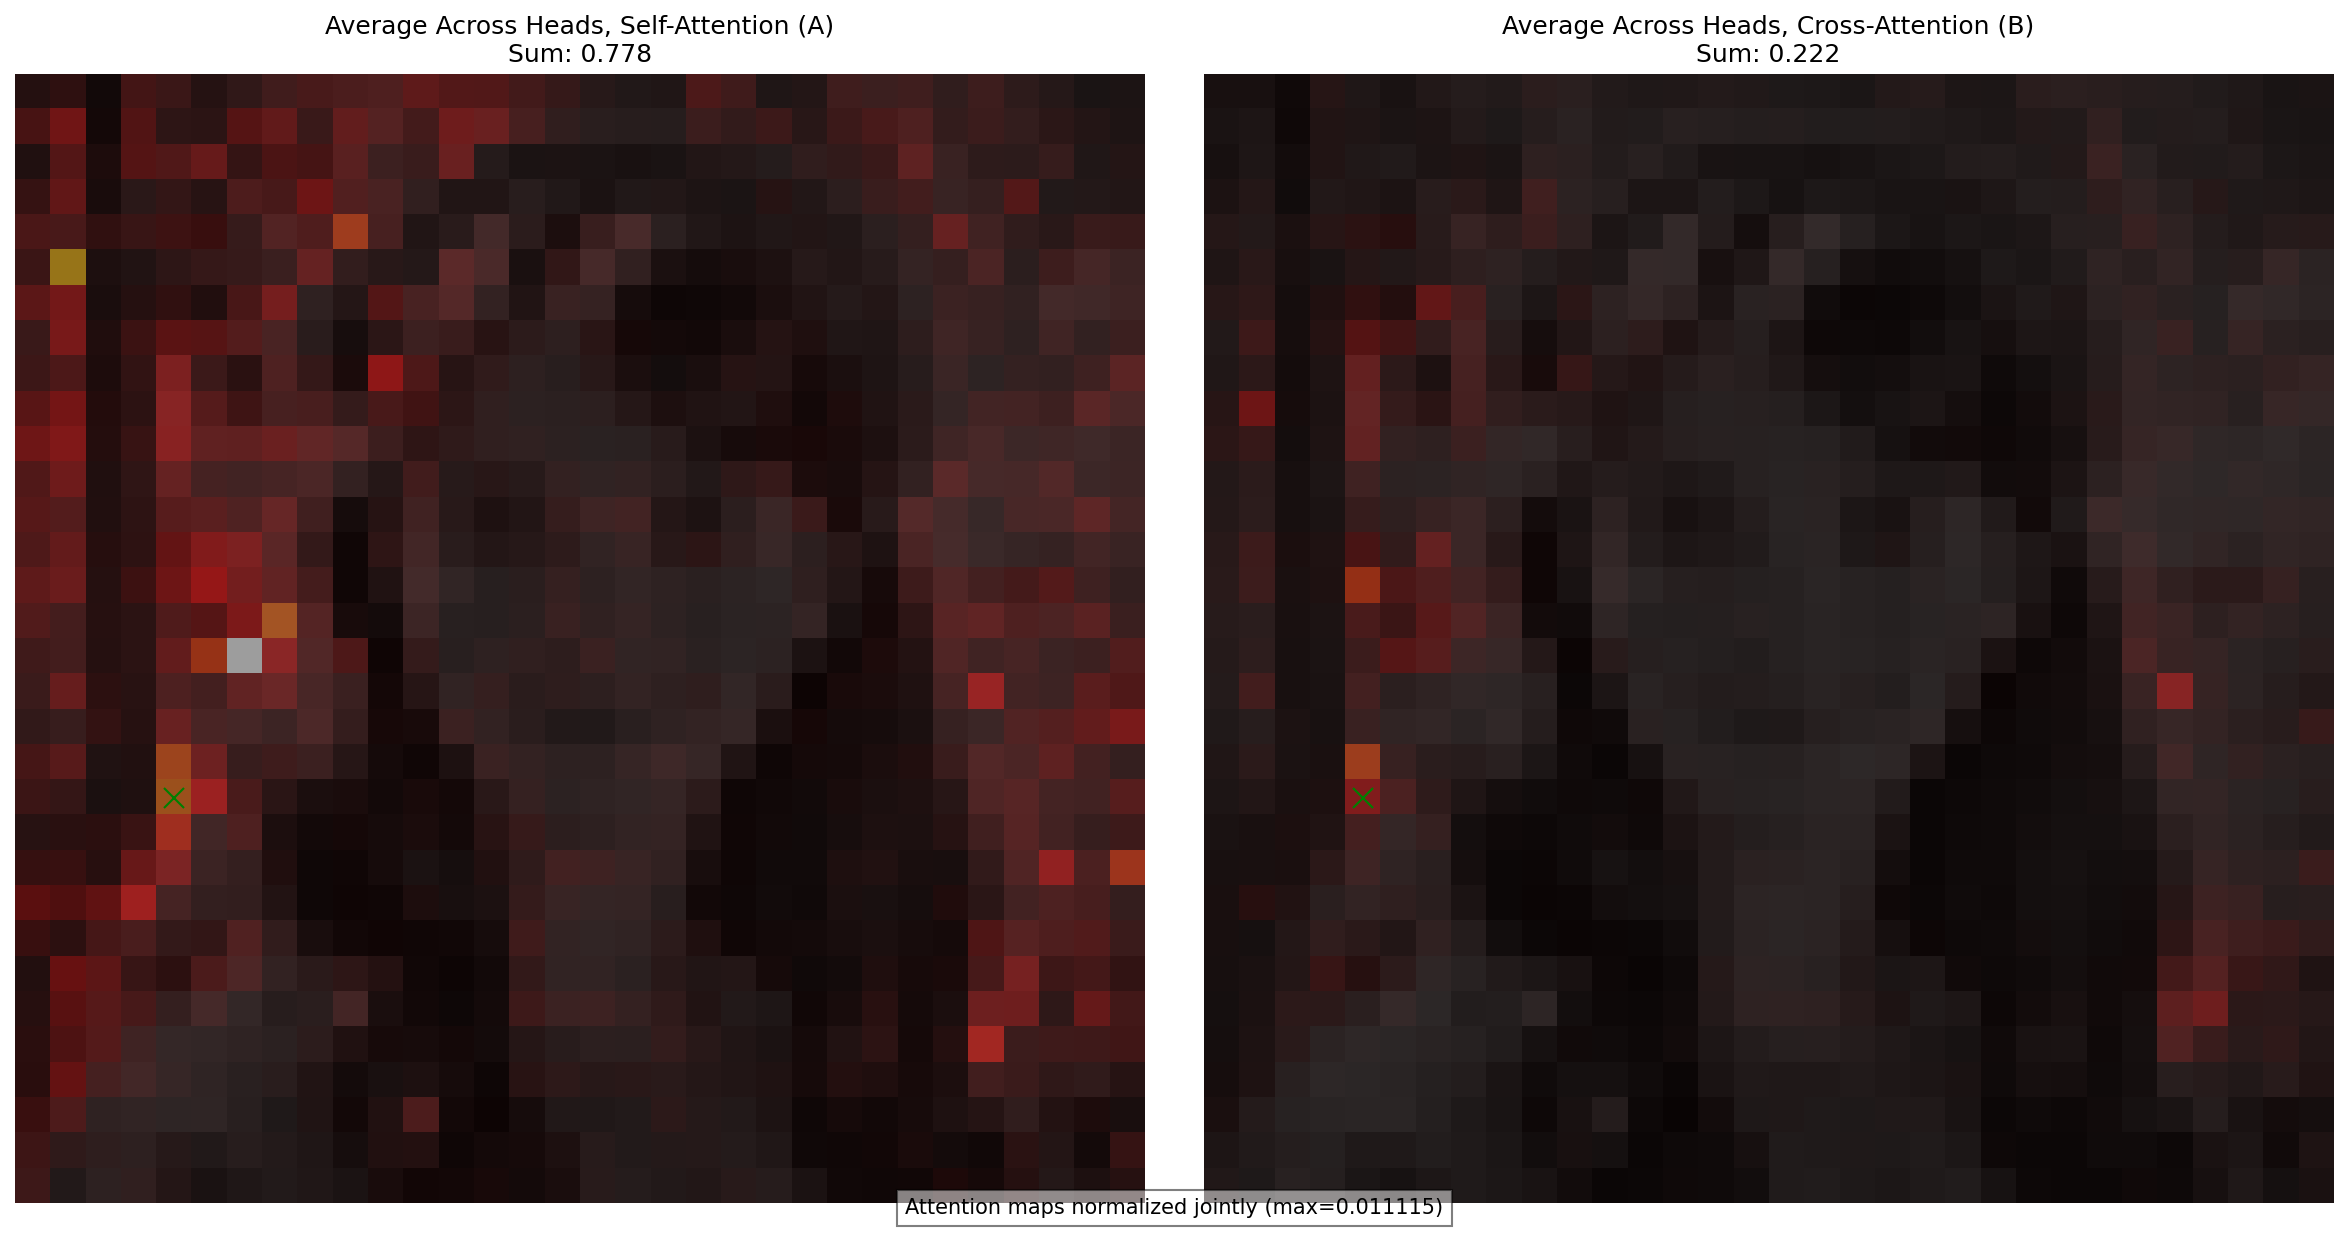 Average Across Heads, Self-Attention (A)
Sum: 0.778
Average Across Heads, Cross-Attention (B)
Sum: 0.222
Attention maps normalized jointly (max=0.011115)